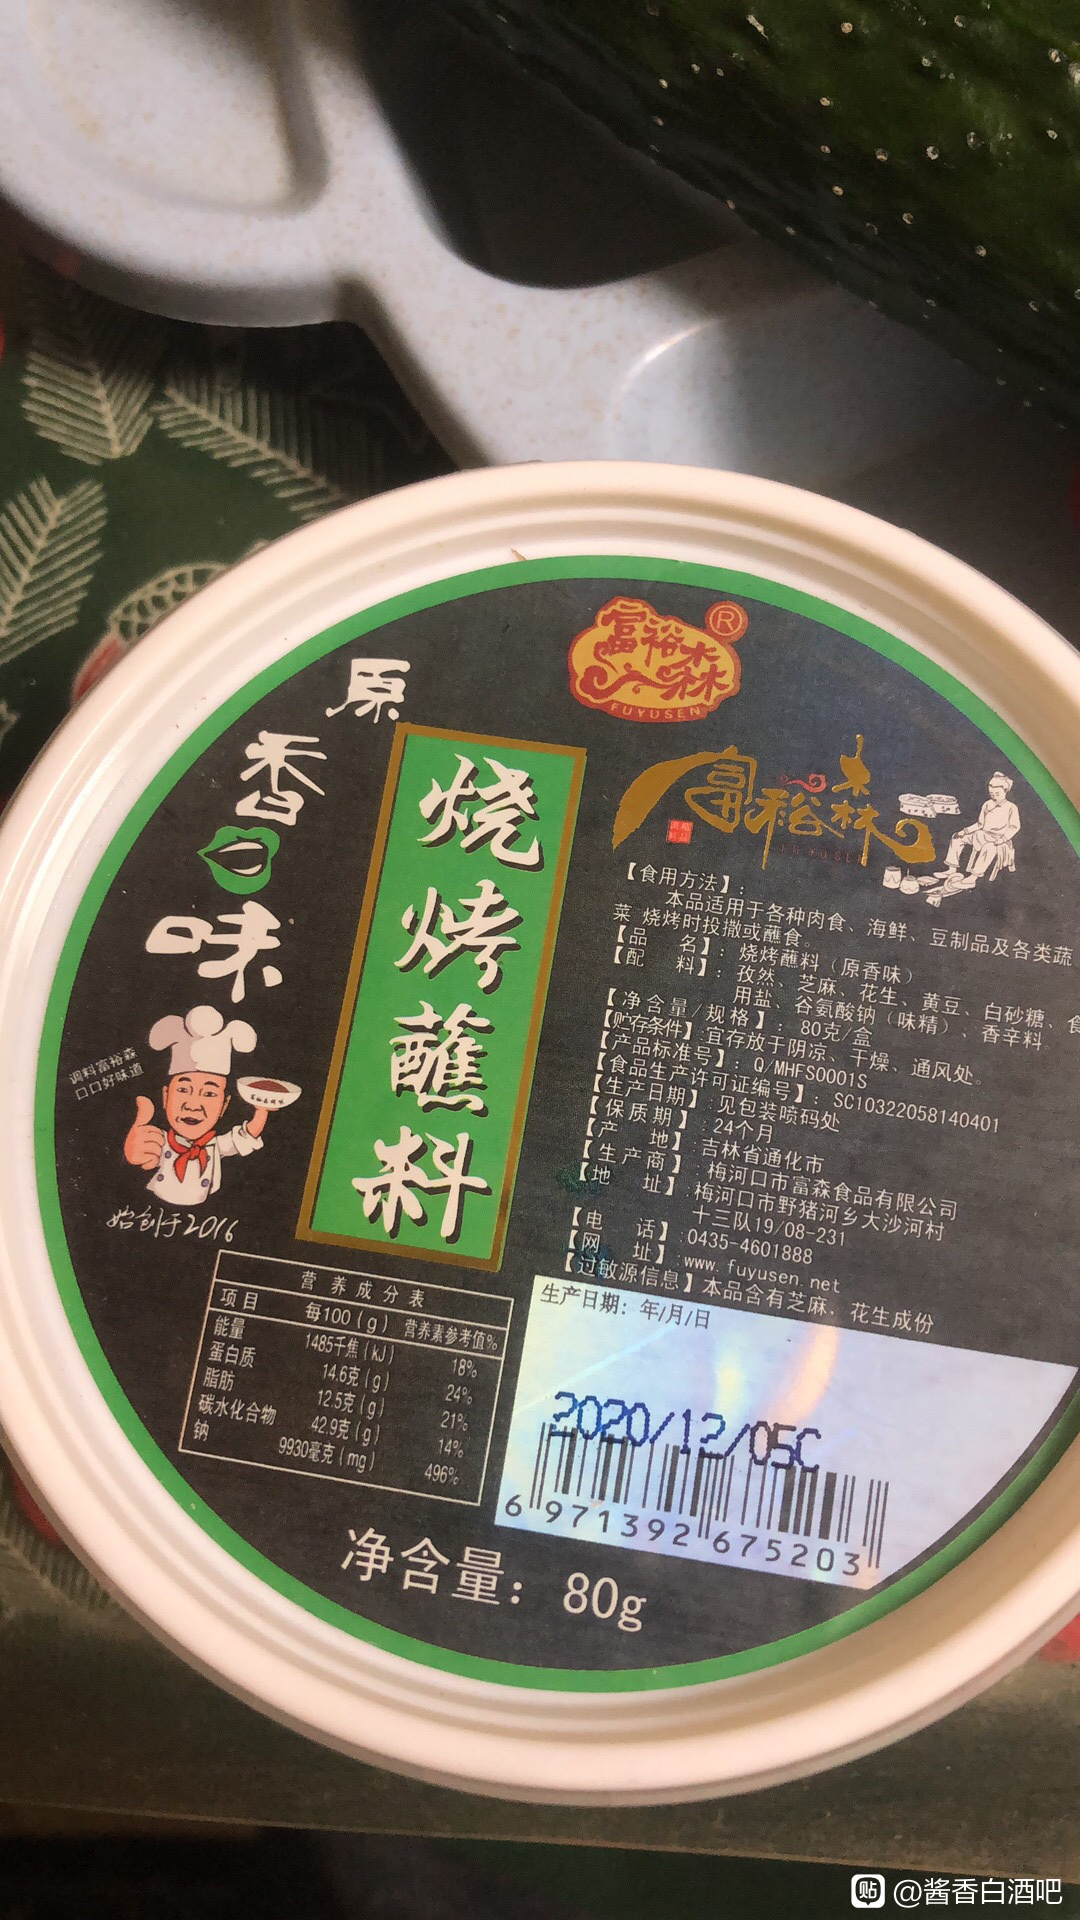 富裕森®
FUYUSEN
原香味
烧烤蘸料
富裕森
FUYUSEN
调料富裕森
口口好味道
始创于2016
【食用方法】:
本品适用于各种肉食、海鲜、豆制品及各类蔬
菜 烧烤时投撒或蘸食。
【品 名】: 烧烤蘸料（原香味）
【配 料】: 孜然、芝麻、花生、黄豆、白砂糖、食
用盐、谷氨酸钠（味精）、香辛料。
【净含量/规格】: 80克/盒
【贮存条件】: 宜存放于阴凉、干燥、通风处。
【产品标准号】: Q/MHFS0001S
【食品生产许可证编号】: SC10322058140401
【生产日期】: 见包装喷码处
【保质期】: 24个月
【产 地】: 吉林省通化市
【生产商】: 梅河口市富森食品有限公司
【地 址】: 梅河口市野猪河乡大沙河村
十三队19/08-231
【电 话】: 0435-4601888
【网 址】: www.fuyusen.net
【过敏源信息】本品含有芝麻，花生成份
营养成分表
项目 每100(g) 营养素参考值%
能量 1485千焦(kJ) 18%
蛋白质 14.6克(g) 24%
脂肪 12.5克(g) 21%
碳水化合物 42.9克(g) 14%
钠 9930毫克(mg) 496%
生产日期: 年/月/日
2020/12/05C
6 971392 675203
净含量: 80g
贴 @酱香白酒吧